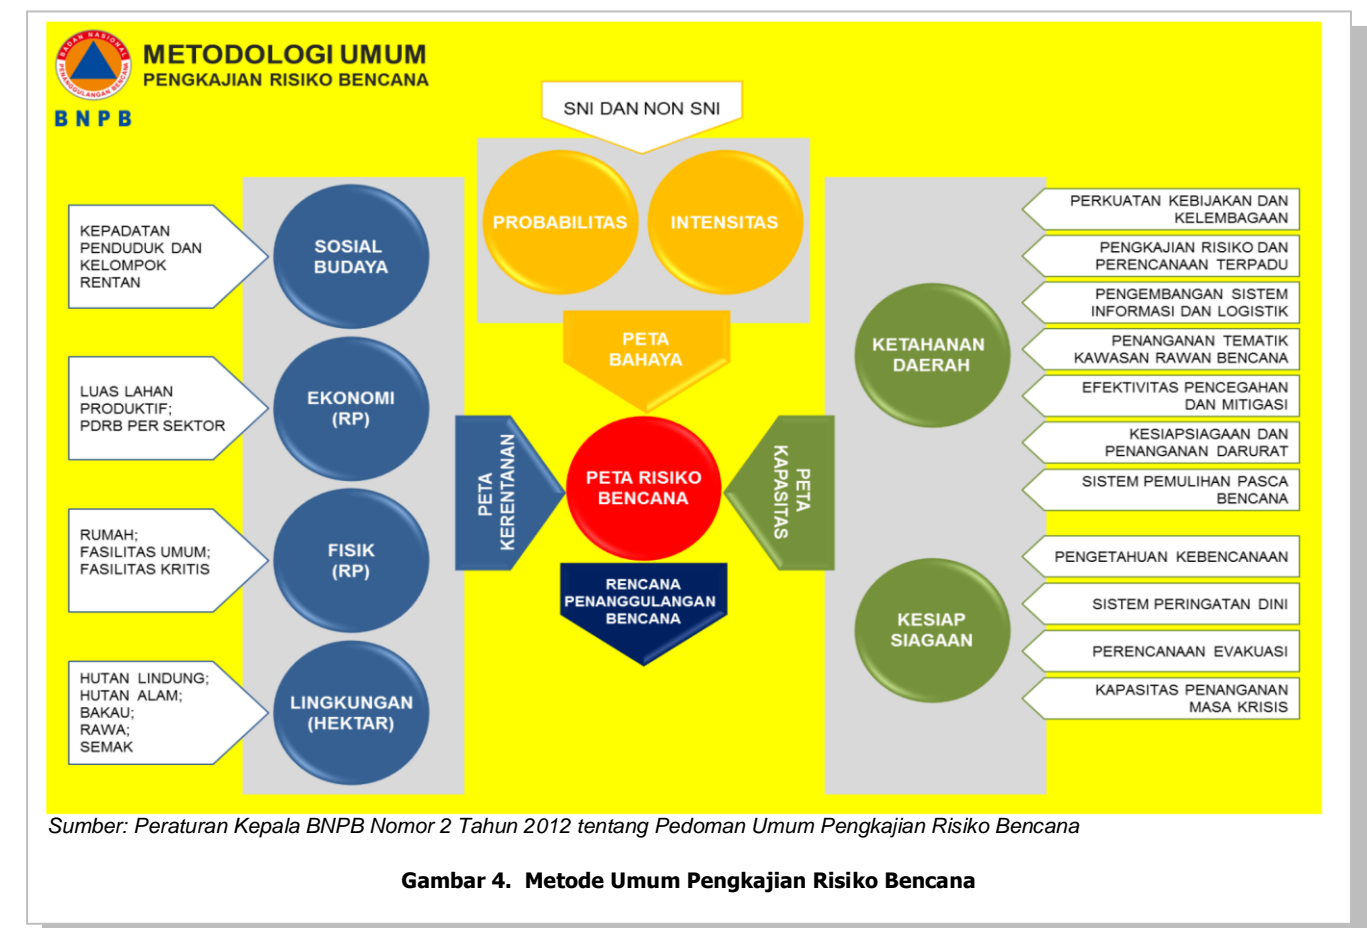 BADAN NASIONAL
PENANGGULANGAN BENCANA
BNPB
METODOLOGI UMUM
PENGKAJIAN RISIKO BENCANA
SNI DAN NON SNI
PROBABILITAS
INTENSITAS
PETA
BAHAYA
KEPADATAN
PENDUDUK DAN
KELOMPOK
RENTAN
SOSIAL
BUDAYA
LUAS LAHAN
PRODUKTIF;
PDRB PER SEKTOR
EKONOMI
(RP)
RUMAH;
FASILITAS UMUM;
FASILITAS KRITIS
FISIK
(RP)
HUTAN LINDUNG;
HUTAN ALAM;
BAKAU;
RAWA;
SEMAK
LINGKUNGAN
(HEKTAR)
PETA
KERENTANAN
PETA RISIKO
BENCANA
RENCANA
PENANGGULANGAN
BENCANA
PETA
KAPASITAS
KETAHANAN
DAERAH
PERKUATAN KEBIJAKAN DAN
KELEMBAGAAN
PENGKAJIAN RISIKO DAN
PERENCANAAN TERPADU
PENGEMBANGAN SISTEM
INFORMASI DAN LOGISTIK
PENANGANAN TEMATIK
KAWASAN RAWAN BENCANA
EFEKTIVITAS PENCEGAHAN
DAN MITIGASI
KESIAPSIAGAAN DAN
PENANGANAN DARURAT
SISTEM PEMULIHAN PASCA
BENCANA
KESIAP
SIAGAAN
PENGETAHUAN KEBENCANAAN
SISTEM PERINGATAN DINI
PERENCANAAN EVAKUASI
KAPASITAS PENANGANAN
MASA KRISIS
Sumber: Peraturan Kepala BNPB Nomor 2 Tahun 2012 tentang Pedoman Umum Pengkajian Risiko Bencana
Gambar 4. Metode Umum Pengkajian Risiko Bencana